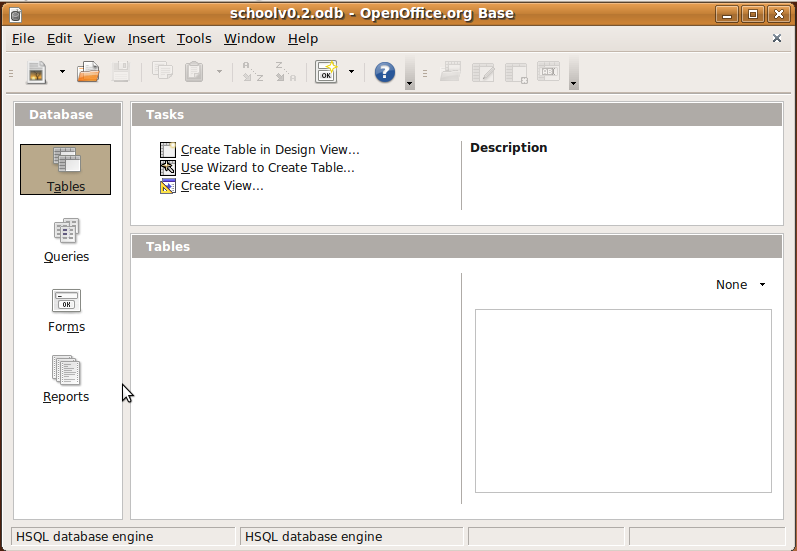 schoolv0.2.odb - OpenOffice.org Base
File Edit View Insert Tools Window Help
Database
Tables
Queries
Forms
Reports
Tasks
Create Table in Design View...
Use Wizard to Create Table...
Create View...
Description
Tables
None
HSQL database engine
HSQL database engine